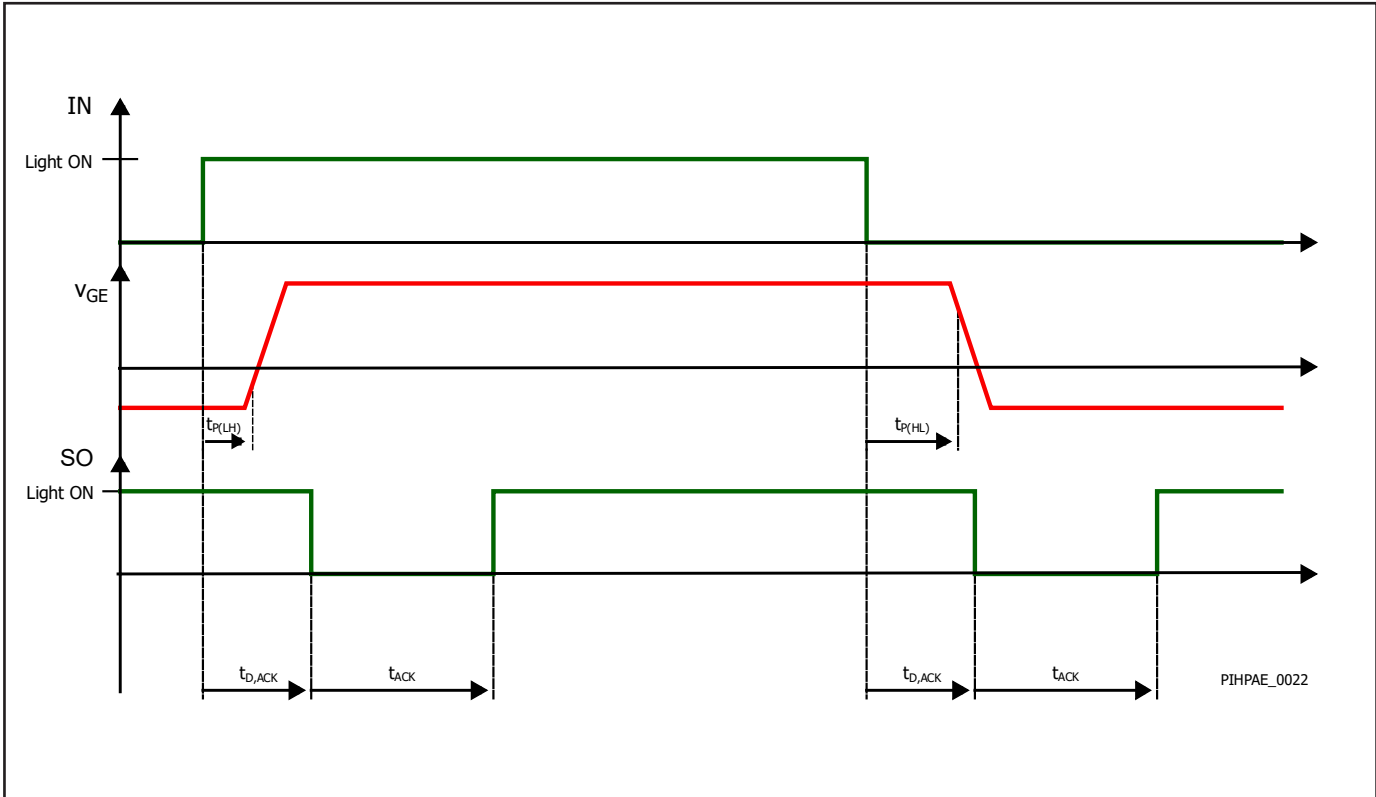 IN
Light ON
vGE
tP(LH)
tP(HL)
SO
Light ON
tD,ACK
tACK
tD,ACK
tACK
PIHPAE_0022